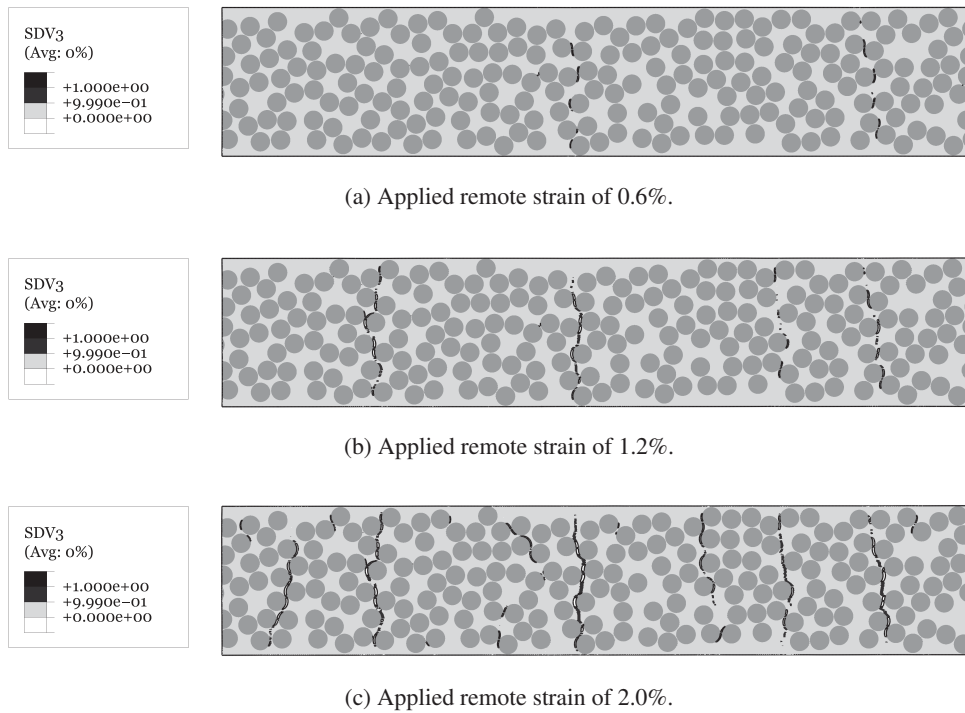 SDV3
(Avg: 0%)
+1.000e+00
+9.990e−01
+0.000e+00
(a) Applied remote strain of 0.6%.
SDV3
(Avg: 0%)
+1.000e+00
+9.990e−01
+0.000e+00
(b) Applied remote strain of 1.2%.
SDV3
(Avg: 0%)
+1.000e+00
+9.990e−01
+0.000e+00
(c) Applied remote strain of 2.0%.